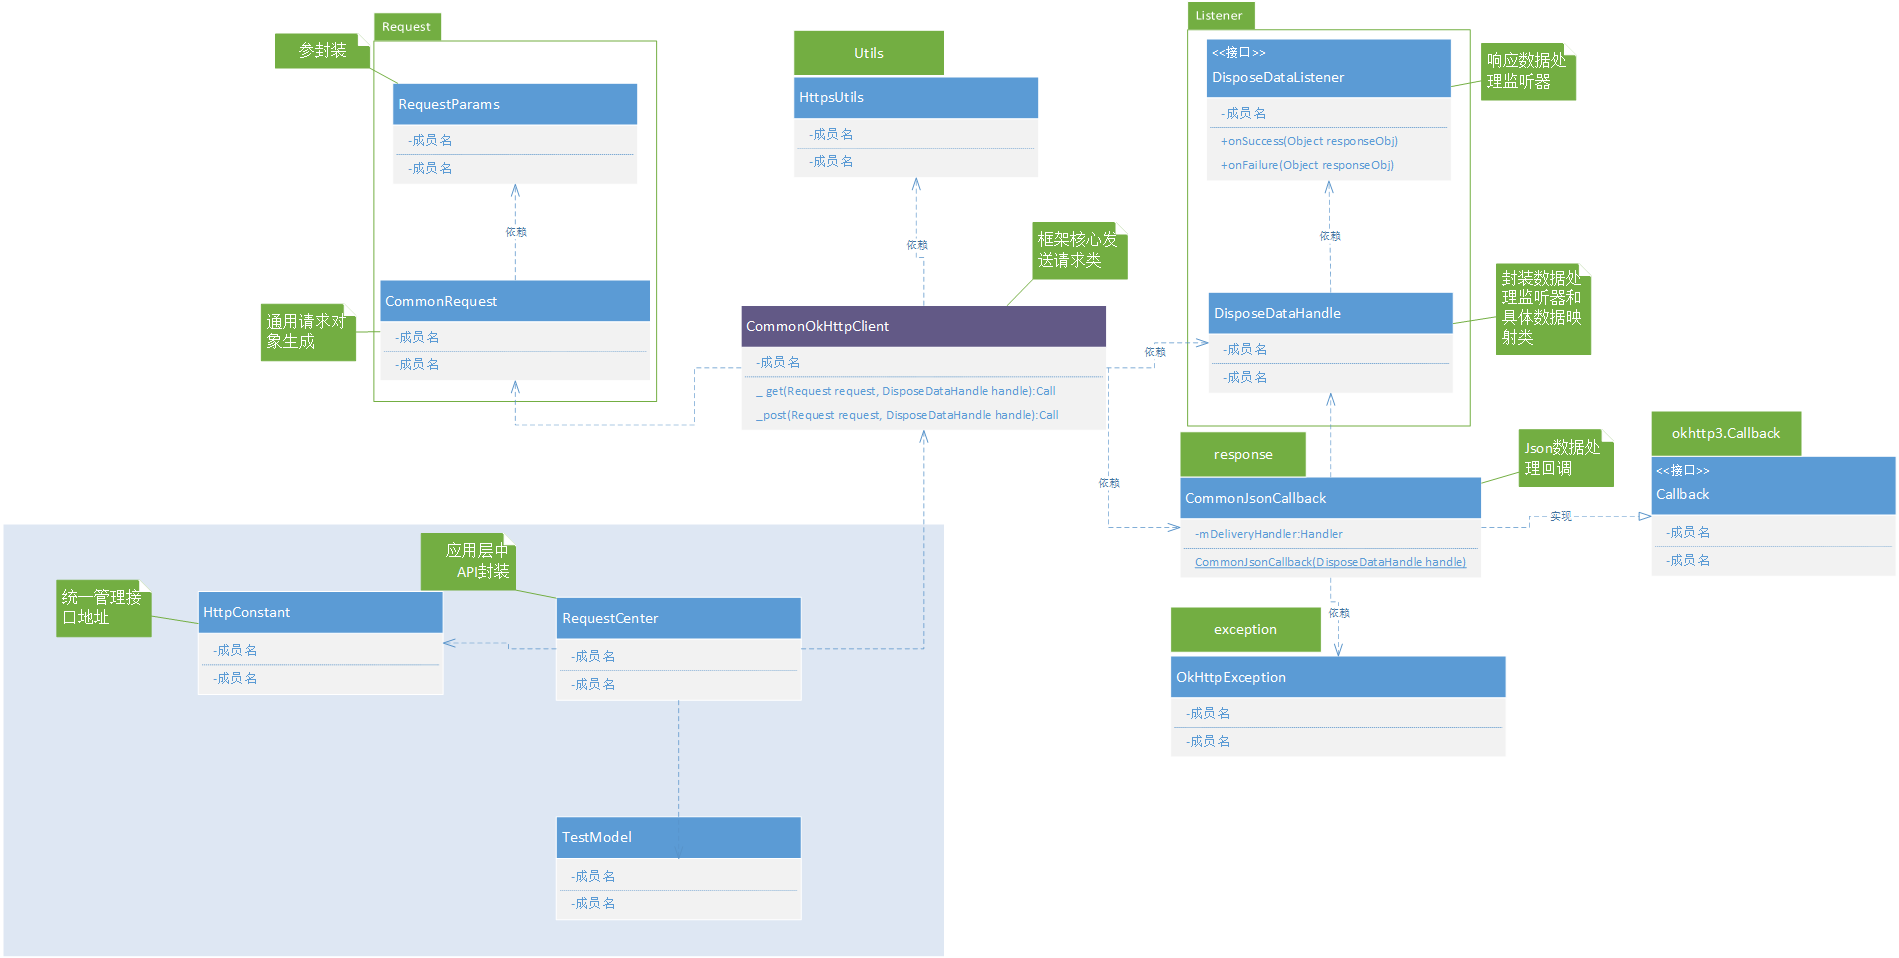 Request
参封装
RequestParams
-成员名
-成员名
依赖
通用请求对
象生成
CommonRequest
-成员名
-成员名
Utils
HttpsUtils
-成员名
-成员名
依赖
框架核心发
送请求类
CommonOkHttpClient
-成员名
_ get(Request request, DisposeDataHandle handle):Call
_post(Request request, DisposeDataHandle handle):Call
Listener
<<接口>>
DisposeDataListener
-成员名
+onSuccess(Object responseObj)
+onFailure(Object responseObj)
响应数据处
理监听器
依赖
DisposeDataHandle
-成员名
-成员名
封装数据处
理监听器和
具体数据映
射类
依赖
依赖
response
CommonJsonCallback
-mDeliveryHandler:Handler
CommonJsonCallback(DisposeDataHandle handle)
Json数据处
理回调
实现
okhttp3.Callback
<<接口>>
Callback
-成员名
-成员名
依赖
exception
OkHttpException
-成员名
-成员名
统一管理接
口地址
HttpConstant
-成员名
-成员名
应用层中
API封装
RequestCenter
-成员名
-成员名
TestModel
-成员名
-成员名